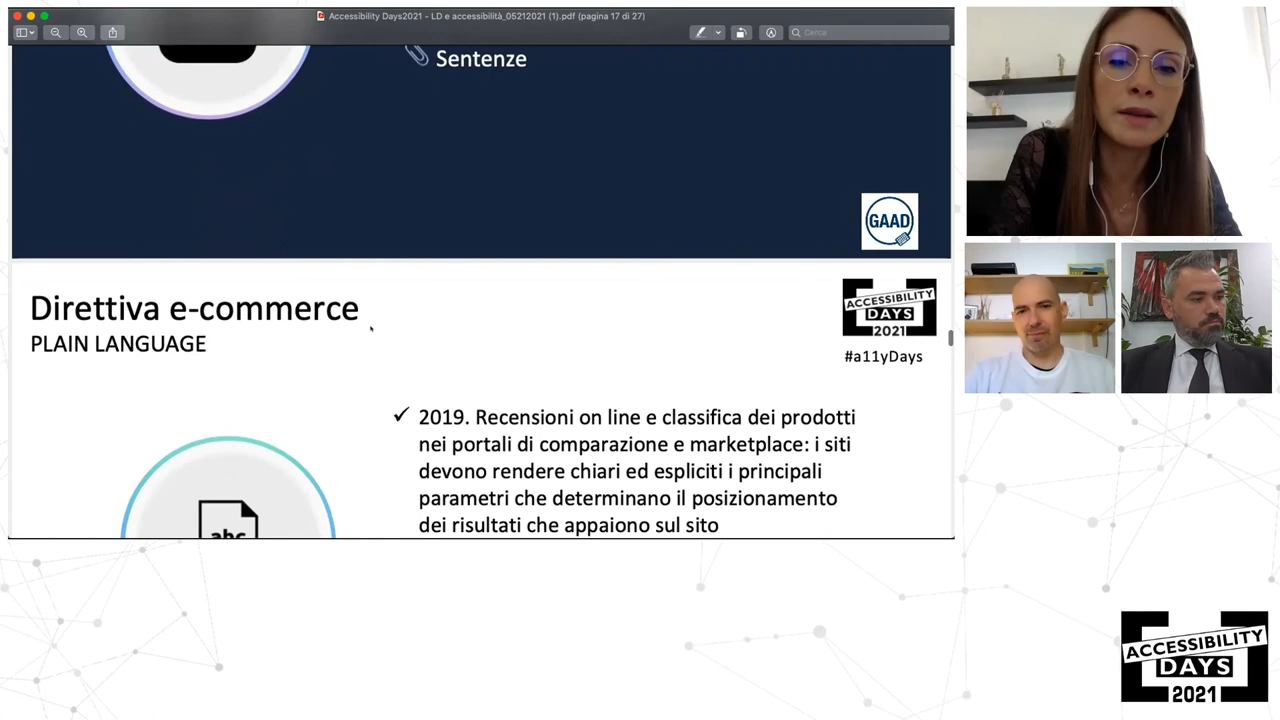 Accessibility Days2021 - LD e accessibilità_05212021 (1).pdf (pagina 17 di 27)
Cerca
Sentenze
GAAD
Direttiva e-commerce
PLAIN LANGUAGE
ACCESSIBILITY
DAYS
2021
#a11yDays
✓ 2019. Recensioni on line e classifica dei prodotti
nei portali di comparazione e marketplace: i siti
devono rendere chiari ed espliciti i principali
parametri che determinano il posizionamento
dei risultati che appaiono sul sito
abc
ACCESSIBILITY
DAYS
2021